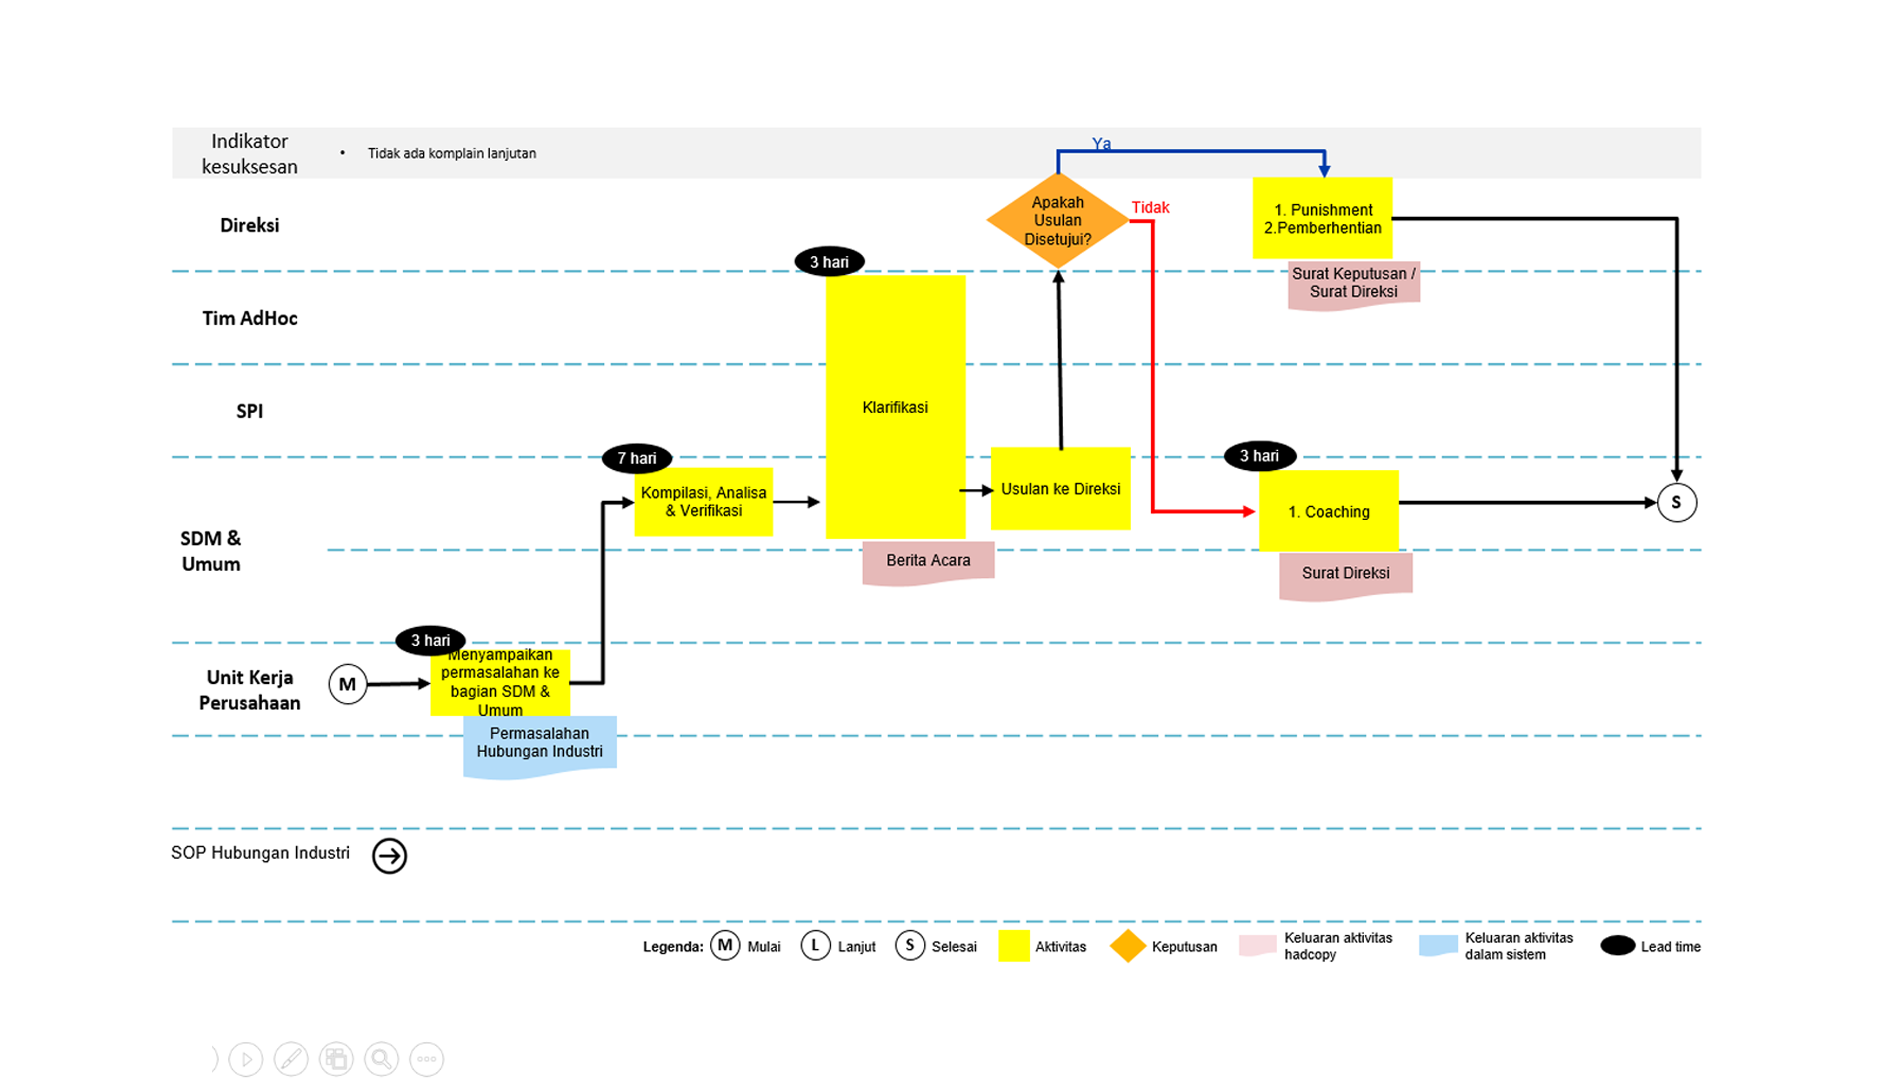 Indikator
kesuksesan
• Tidak ada komplain lanjutan
Ya
Direksi
Apakah
Usulan
Disetujui?
Tidak
1. Punishment
2.Pemberhentian
3 hari
Surat Keputusan /
Surat Direksi
Tim AdHoc
SPI
Klarifikasi
7 hari
Kompilasi, Analisa
& Verifikasi
Usulan ke Direksi
3 hari
1. Coaching
S
SDM &
Umum
Berita Acara
Surat Direksi
3 hari
Unit Kerja
Perusahaan
M
Menyampaikan
permasalahan ke
bagian SDM &
Umum
Permasalahan
Hubungan Industri
SOP Hubungan Industri
Legenda:
M Mulai
L Lanjut
S Selesai
Aktivitas
Keputusan
Keluaran aktivitas
hadcopy
Keluaran aktivitas
dalam sistem
Lead time